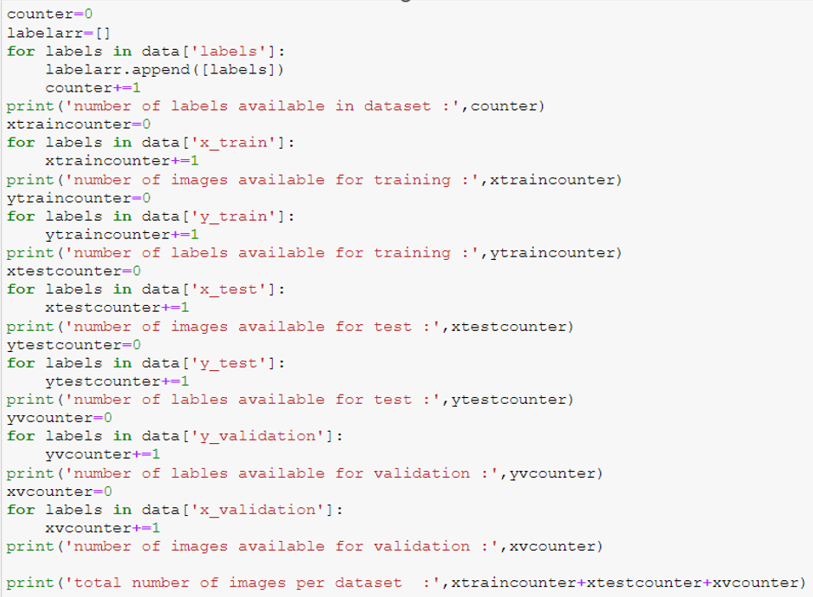 counter=0
labelarr=[]
for labels in data['labels']:
    labelarr.append([labels])
    counter+=1
print('number of labels available in dataset :',counter)
xtraincounter=0
for labels in data['x_train']:
    xtraincounter+=1
print('number of images available for training :',xtraincounter)
ytraincounter=0
for labels in data['y_train']:
    ytraincounter+=1
print('number of labels available for training :',ytraincounter)
xtestcounter=0
for labels in data['x_test']:
    xtestcounter+=1
print('number of images available for test :',xtestcounter)
ytestcounter=0
for labels in data['y_test']:
    ytestcounter+=1
print('number of lables available for test :',ytestcounter)
yvcounter=0
for labels in data['y_validation']:
    yvcounter+=1
print('number of lables available for validation :',yvcounter)
xvcounter=0
for labels in data['x_validation']:
    xvcounter+=1
print('number of images available for validation :',xvcounter)

print('total number of images per dataset  :',xtraincounter+xtestcounter+xvcounter)